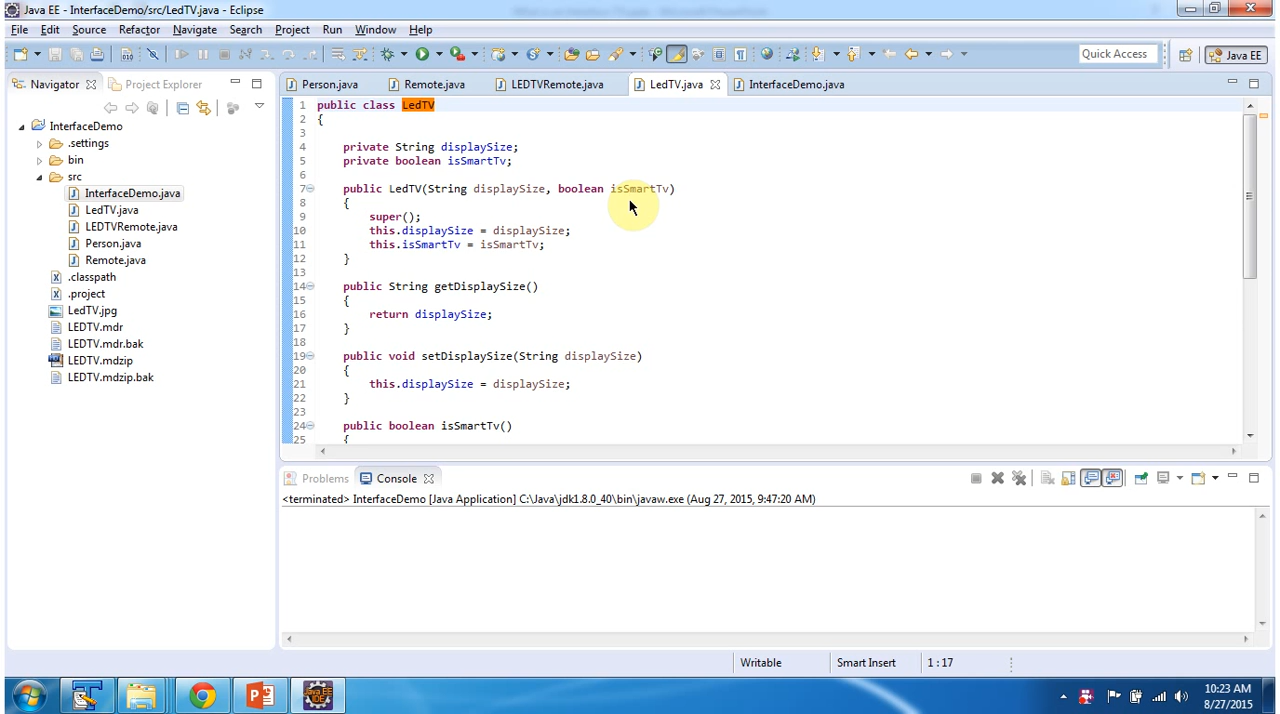 Java EE - InterfaceDemo/src/LedTV.java - Eclipse
File Edit Source Refactor Navigate Search Project Run Window Help
Quick Access
Java EE
Navigator
Project Explorer
Person.java
Remote.java
LEDTVRemote.java
LedTV.java
InterfaceDemo.java
InterfaceDemo
.settings
bin
src
InterfaceDemo.java
LedTV.java
LEDTVRemote.java
Person.java
Remote.java
.classpath
.project
LedTV.jpg
LEDTV.mdr
LEDTV.mdr.bak
LEDTV.mdzip
LEDTV.mdzip.bak
1 public class LedTV
2 {
3
4 private String displaySize;
5 private boolean isSmartTv;
6
7 public LedTV(String displaySize, boolean isSmartTv)
8 {
9 super();
10 this.displaySize = displaySize;
11 this.isSmartTv = isSmartTv;
12 }
13
14 public String getDisplaySize()
15 {
16 return displaySize;
17 }
18
19 public void setDisplaySize(String displaySize)
20 {
21 this.displaySize = displaySize;
22 }
23
24 public boolean isSmartTv()
25 {
Problems
Console
<terminated> InterfaceDemo [Java Application] C:\Java\jdk1.8.0_40\bin\javaw.exe (Aug 27, 2015, 9:47:20 AM)
Writable
Smart Insert
1 : 17
Java EE
IDE
10:23 AM
8/27/2015